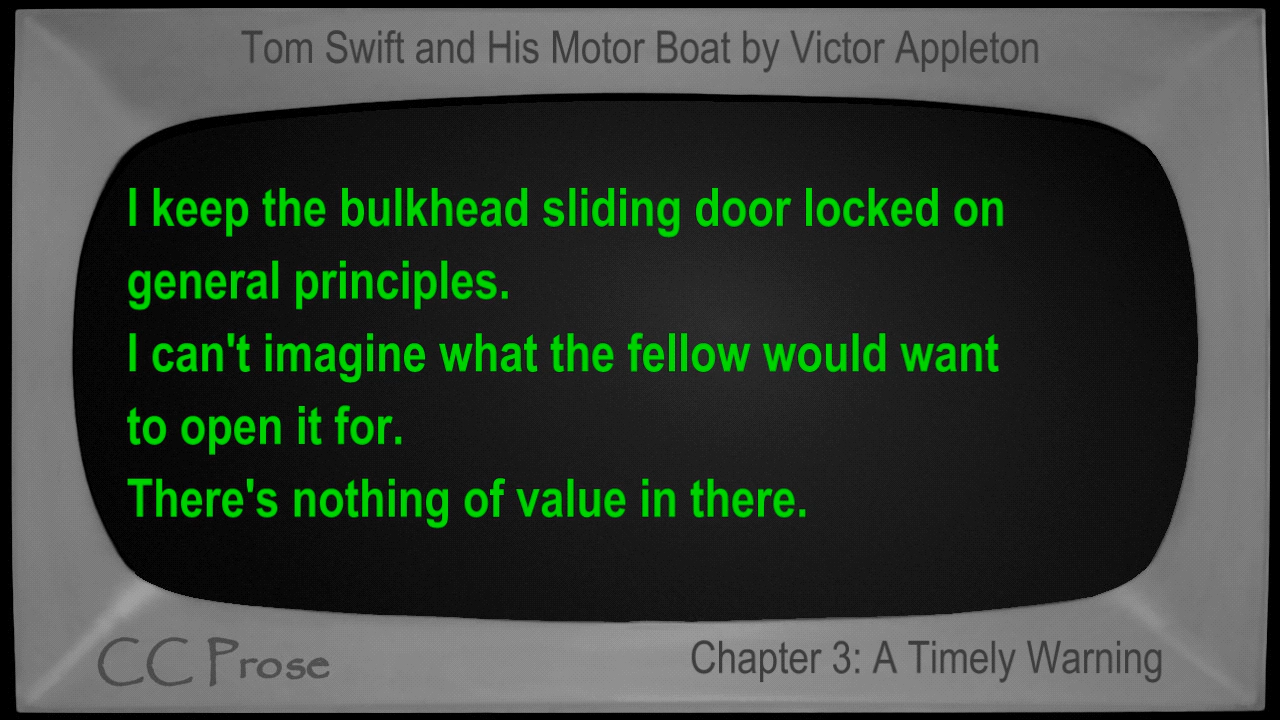 Tom Swift and His Motor Boat by Victor Appleton
I keep the bulkhead sliding door locked on
general principles.
I can't imagine what the fellow would want
to open it for.
There's nothing of value in there.
CC Prose
Chapter 3: A Timely Warning